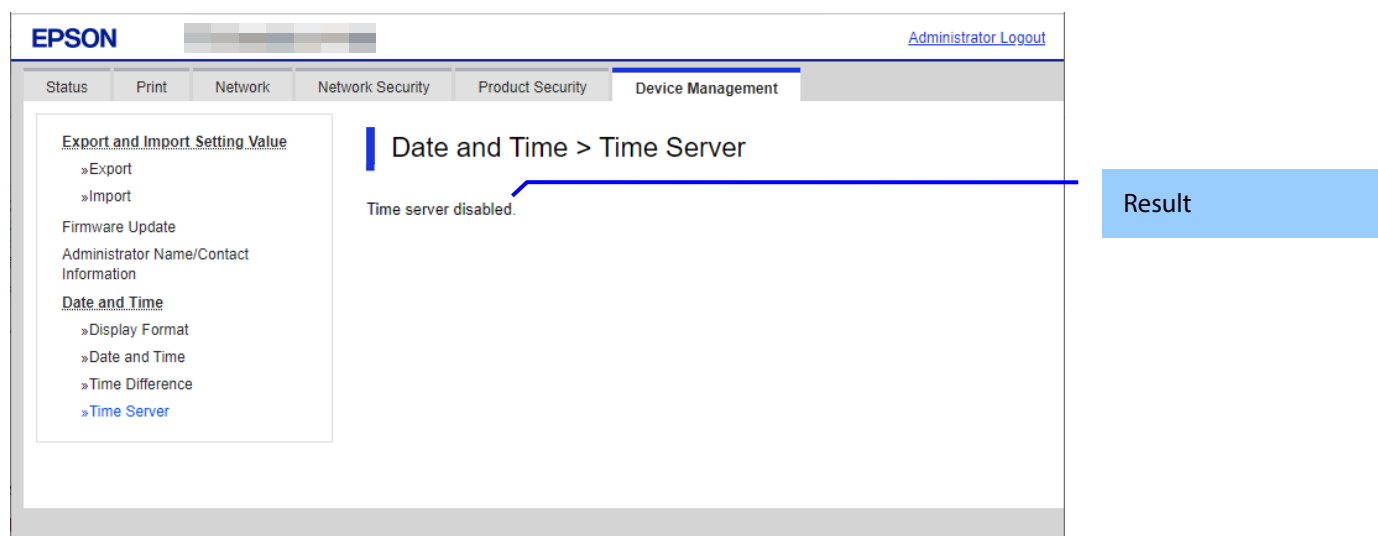 EPSON
Administrator Logout
Status Print Network Network Security Product Security Device Management
Export and Import Setting Value
»Export
»Import
Firmware Update
Administrator Name/Contact
Information
Date and Time
»Display Format
»Date and Time
»Time Difference
»Time Server
Date and Time > Time Server
Time server disabled.
Result